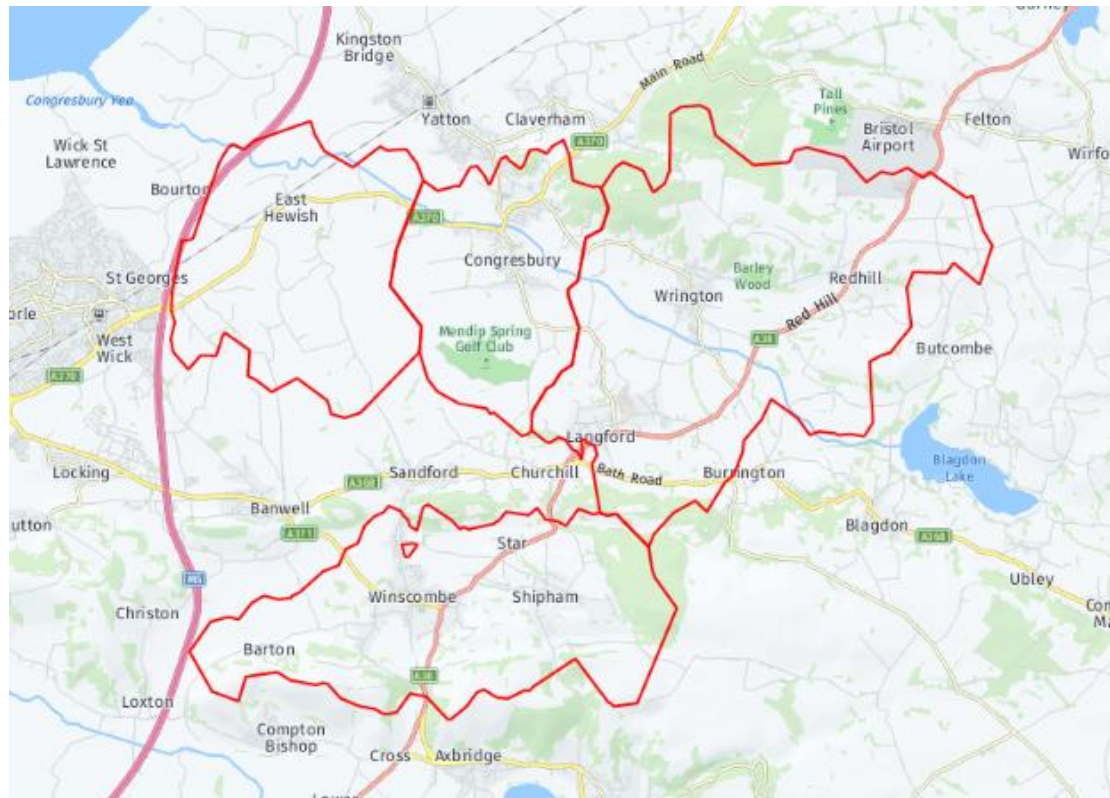 Kingston
Bridge
Main Road
Congresbury Yeo
Yatton
Claverham
Tall
Pines
Bristol
Airport
Felton
Wick St
Lawrence
A370
Bourton
East
Hewish
A370
Congresbury
St Georges
Wrington
Barley
Wood
Redhill
Red Hill
West
Wick
Mendip Spring
Golf Club
A38
Butcombe
A370
Langford
Locking
Sandford
Churchill
Bath Road
Burrington
Blagdon
Lake
A368
Banwell
A371
Star
Blagdon
A368
M5
Ubley
Christon
Winscombe
Shipham
Barton
A38
Loxton
Compton
Bishop
Cross
Axbridge